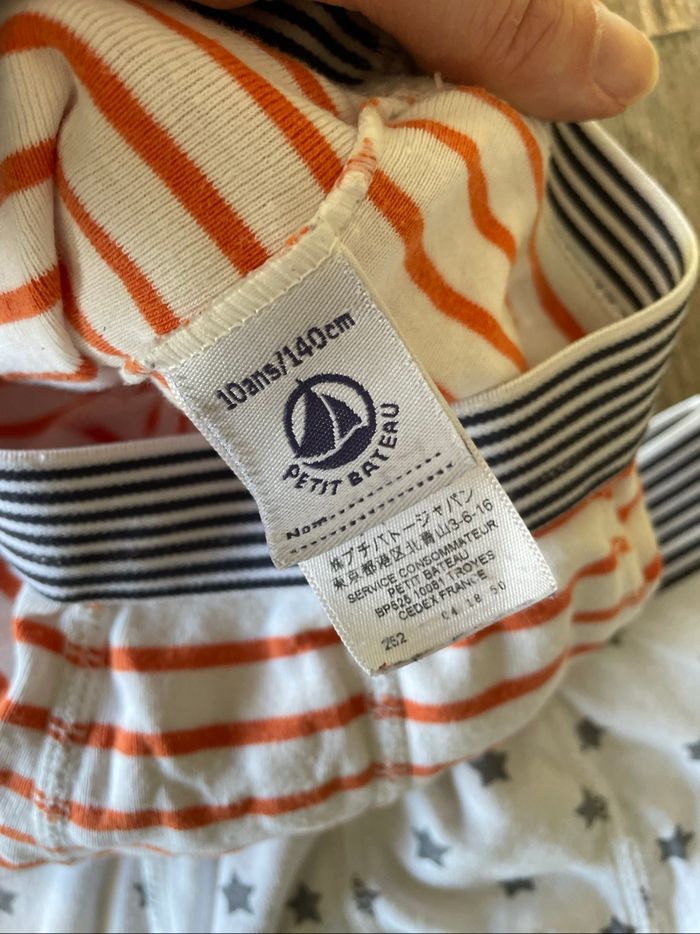 10ans/140cm
PETIT BATEAU
Nom
㈱プチバトー・ジャパン
東京都港区北青山3-6-16
SERVICE CONSOMMATEUR
PETIT BATEAU
BP525 10081 TROYES
CEDEX FRANCE
262 04 18 50